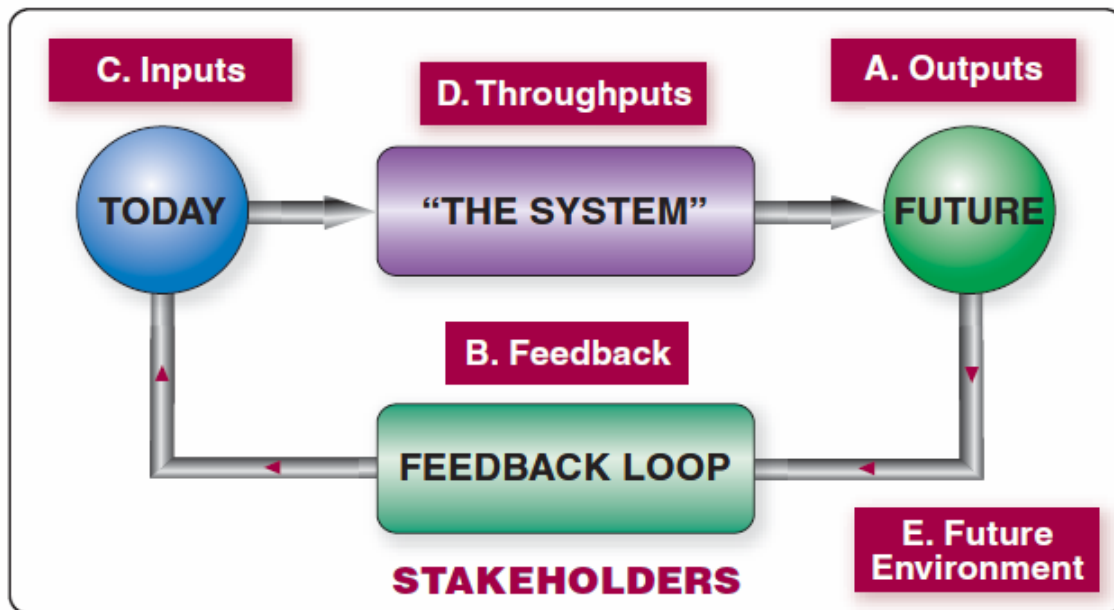 C. Inputs
D. Throughputs
A. Outputs
TODAY
“THE SYSTEM”
FUTURE
B. Feedback
FEEDBACK LOOP
E. Future
Environment
STAKEHOLDERS